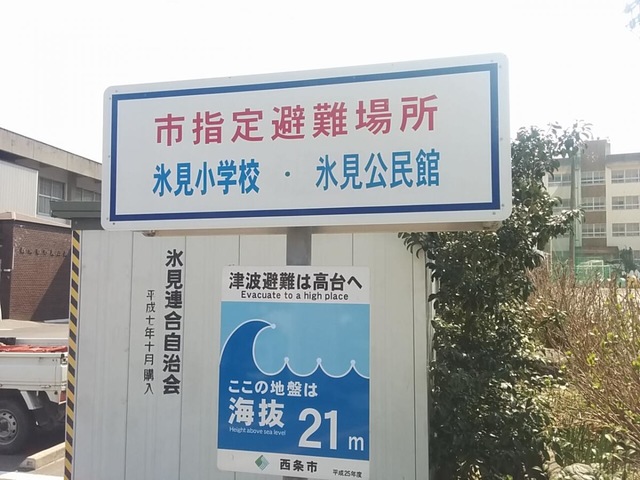 市指定避難場所
氷見小学校 ・ 氷見公民館
氷見連合自治会
平成七年十月購入
津波避難は高台へ
Evacuate to a high place
ここの地盤は
海抜 21m
Height above sea level
西条市
平成25年度